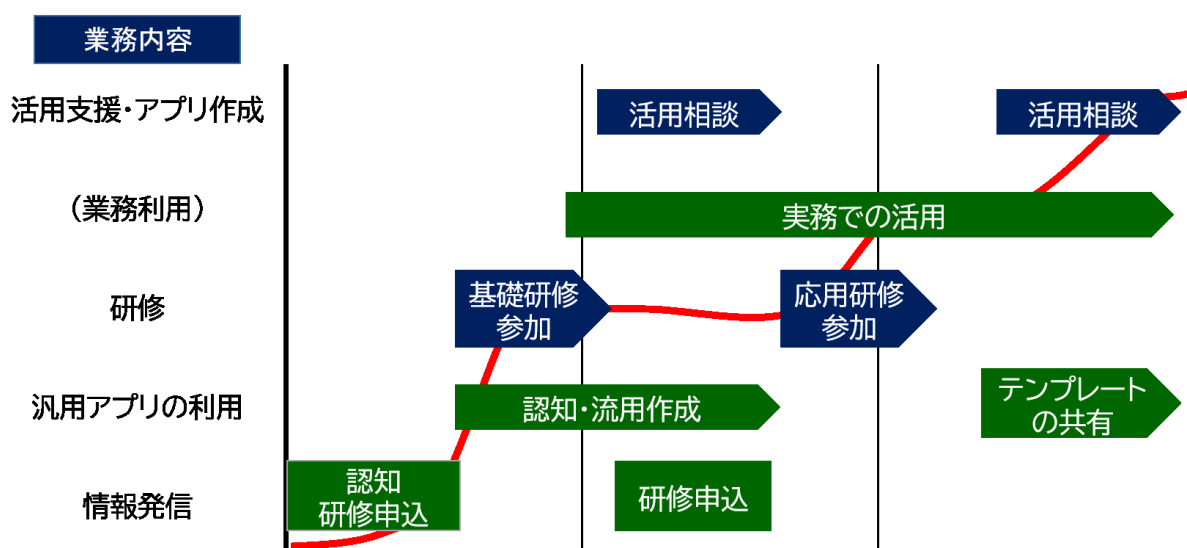 業務内容
活用支援・アプリ作成
活用相談
活用相談
（業務利用）
実務での活用
研修
基礎研修
参加
応用研修
参加
汎用アプリの利用
認知・流用作成
テンプレート
の共有
情報発信
認知
研修申込
研修申込